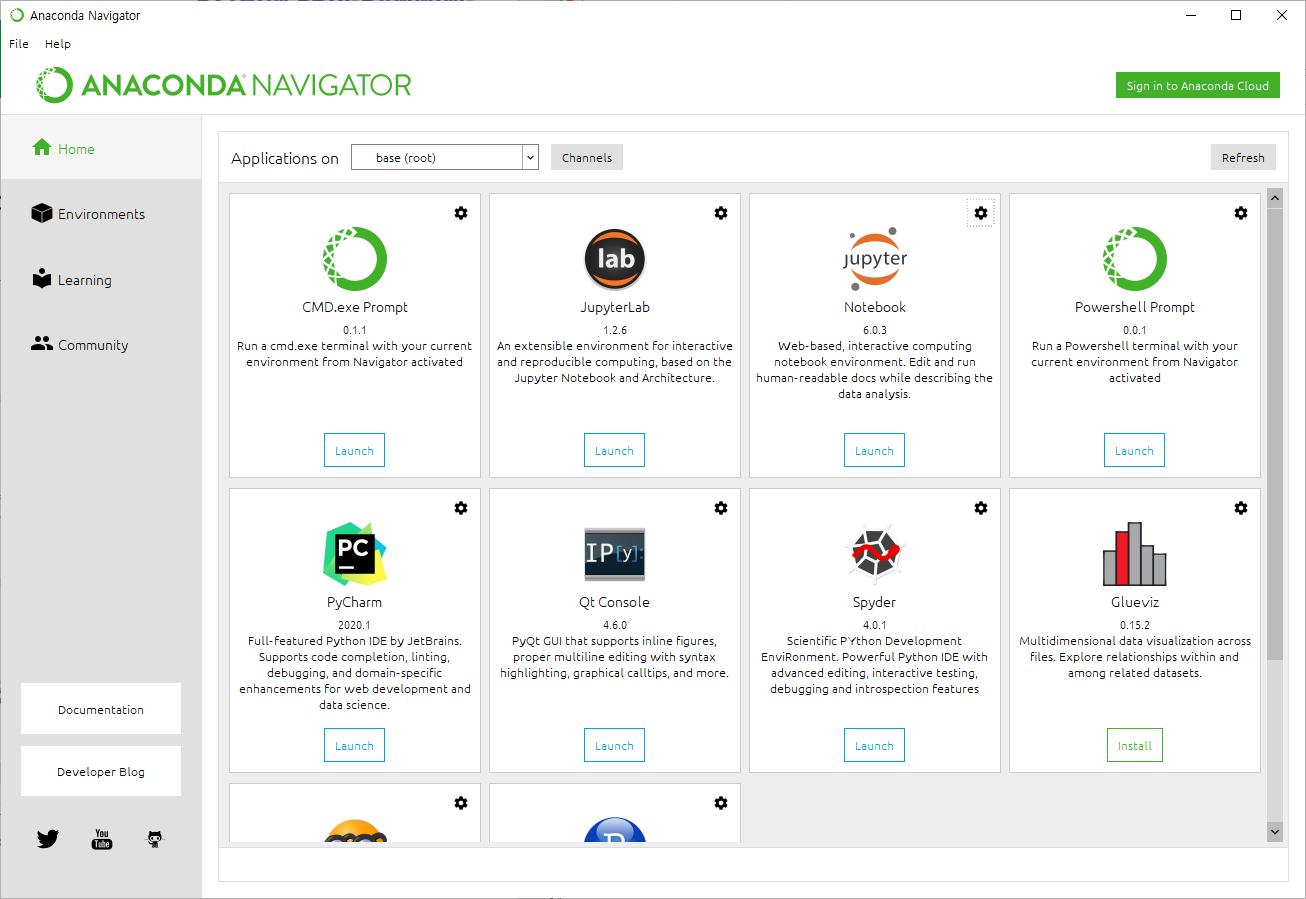 Anaconda Navigator
File Help
ANACONDA NAVIGATOR
Sign in to Anaconda Cloud
Home
Environments
Learning
Community
Documentation
Developer Blog
You
Tube
Applications on
base (root)
Channels
Refresh
CMD.exe Prompt
0.1.1
Run a cmd.exe terminal with your current
environment from Navigator activated
Launch
lab
JupyterLab
1.2.6
An extensible environment for interactive
and reproducible computing, based on the
Jupyter Notebook and Architecture.
Launch
jupyter
Notebook
6.0.3
Web-based, interactive computing
notebook environment. Edit and run
human-readable docs while describing the
data analysis.
Launch
Powershell Prompt
0.0.1
Run a Powershell terminal with your
current environment from Navigator
activated
Launch
PC
PyCharm
2020.1
Full-featured Python IDE by JetBrains.
Supports code completion, linting,
debugging, and domain-specific
enhancements for web development and
data science.
Launch
IP[y]:
Qt Console
4.6.0
PyQt GUI that supports inline figures,
proper multiline editing with syntax
highlighting, graphical calltips, and more.
Launch
Spyder
4.0.1
Scientific PYthon Development
EnviRonment. Powerful Python IDE with
advanced editing, interactive testing,
debugging and introspection features
Launch
Glueviz
0.15.2
Multidimensional data visualization across
files. Explore relationships within and
among related datasets.
Install